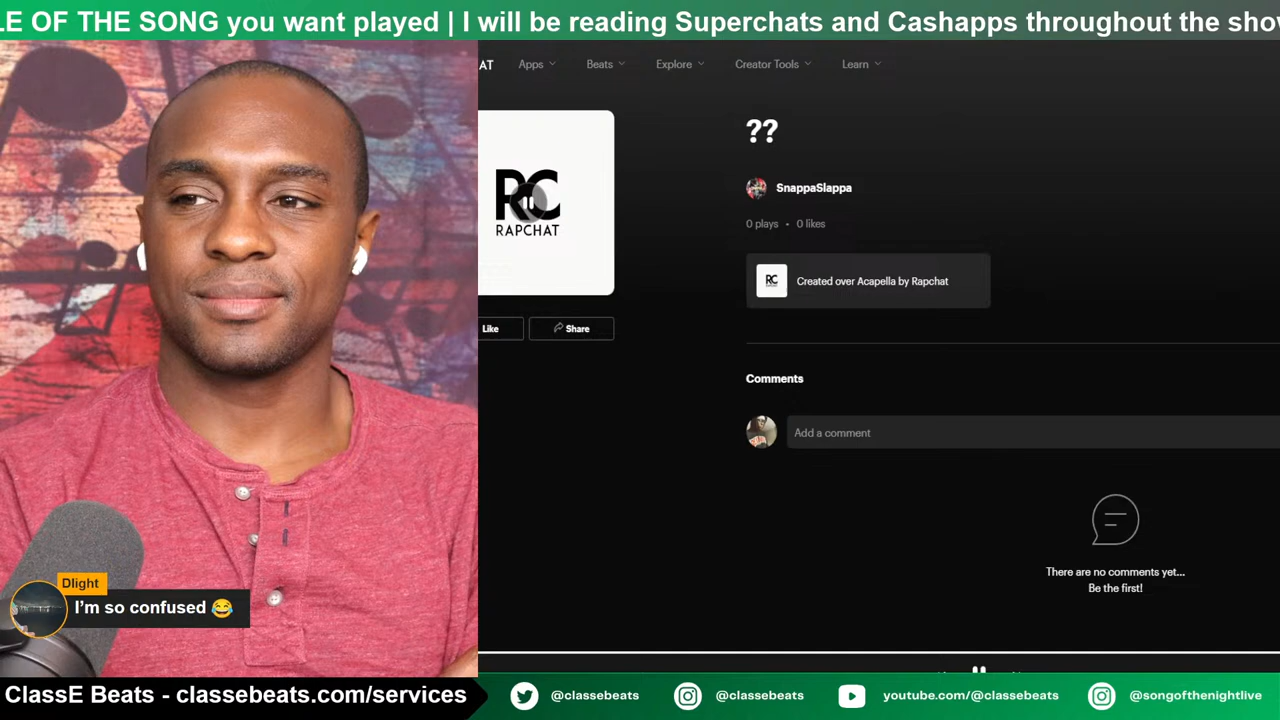 LE OF THE SONG you want played | I will be reading Superchats and Cashapps throughout the sho
AT Apps Beats Explore Creator Tools Learn
??
RC
RAPCHAT
SnappaSlappa
0 plays • 0 likes
RC Created over Acapella by Rapchat
Like Share
Comments
Add a comment
There are no comments yet...
Be the first!
Dlight
I'm so confused 😂
ClassE Beats - classebeats.com/services @classebeats @classebeats youtube.com/@classebeats @songofthenightlive